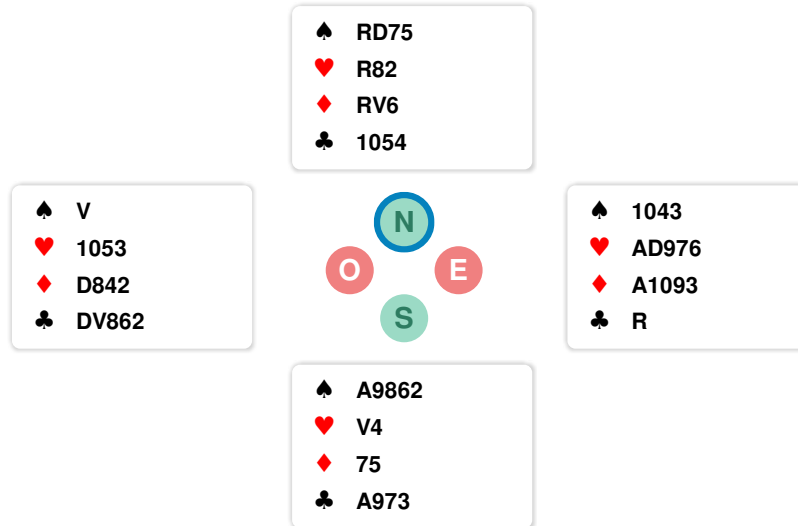 ♠ RD75
♥ R82
♦ RV6
♣ 1054
♠ V
♥ 1053
♦ D842
♣ DV862
N
O E
S
♠ 1043
♥ AD976
♦ A1093
♣ R
♠ A9862
♥ V4
♦ 75
♣ A973